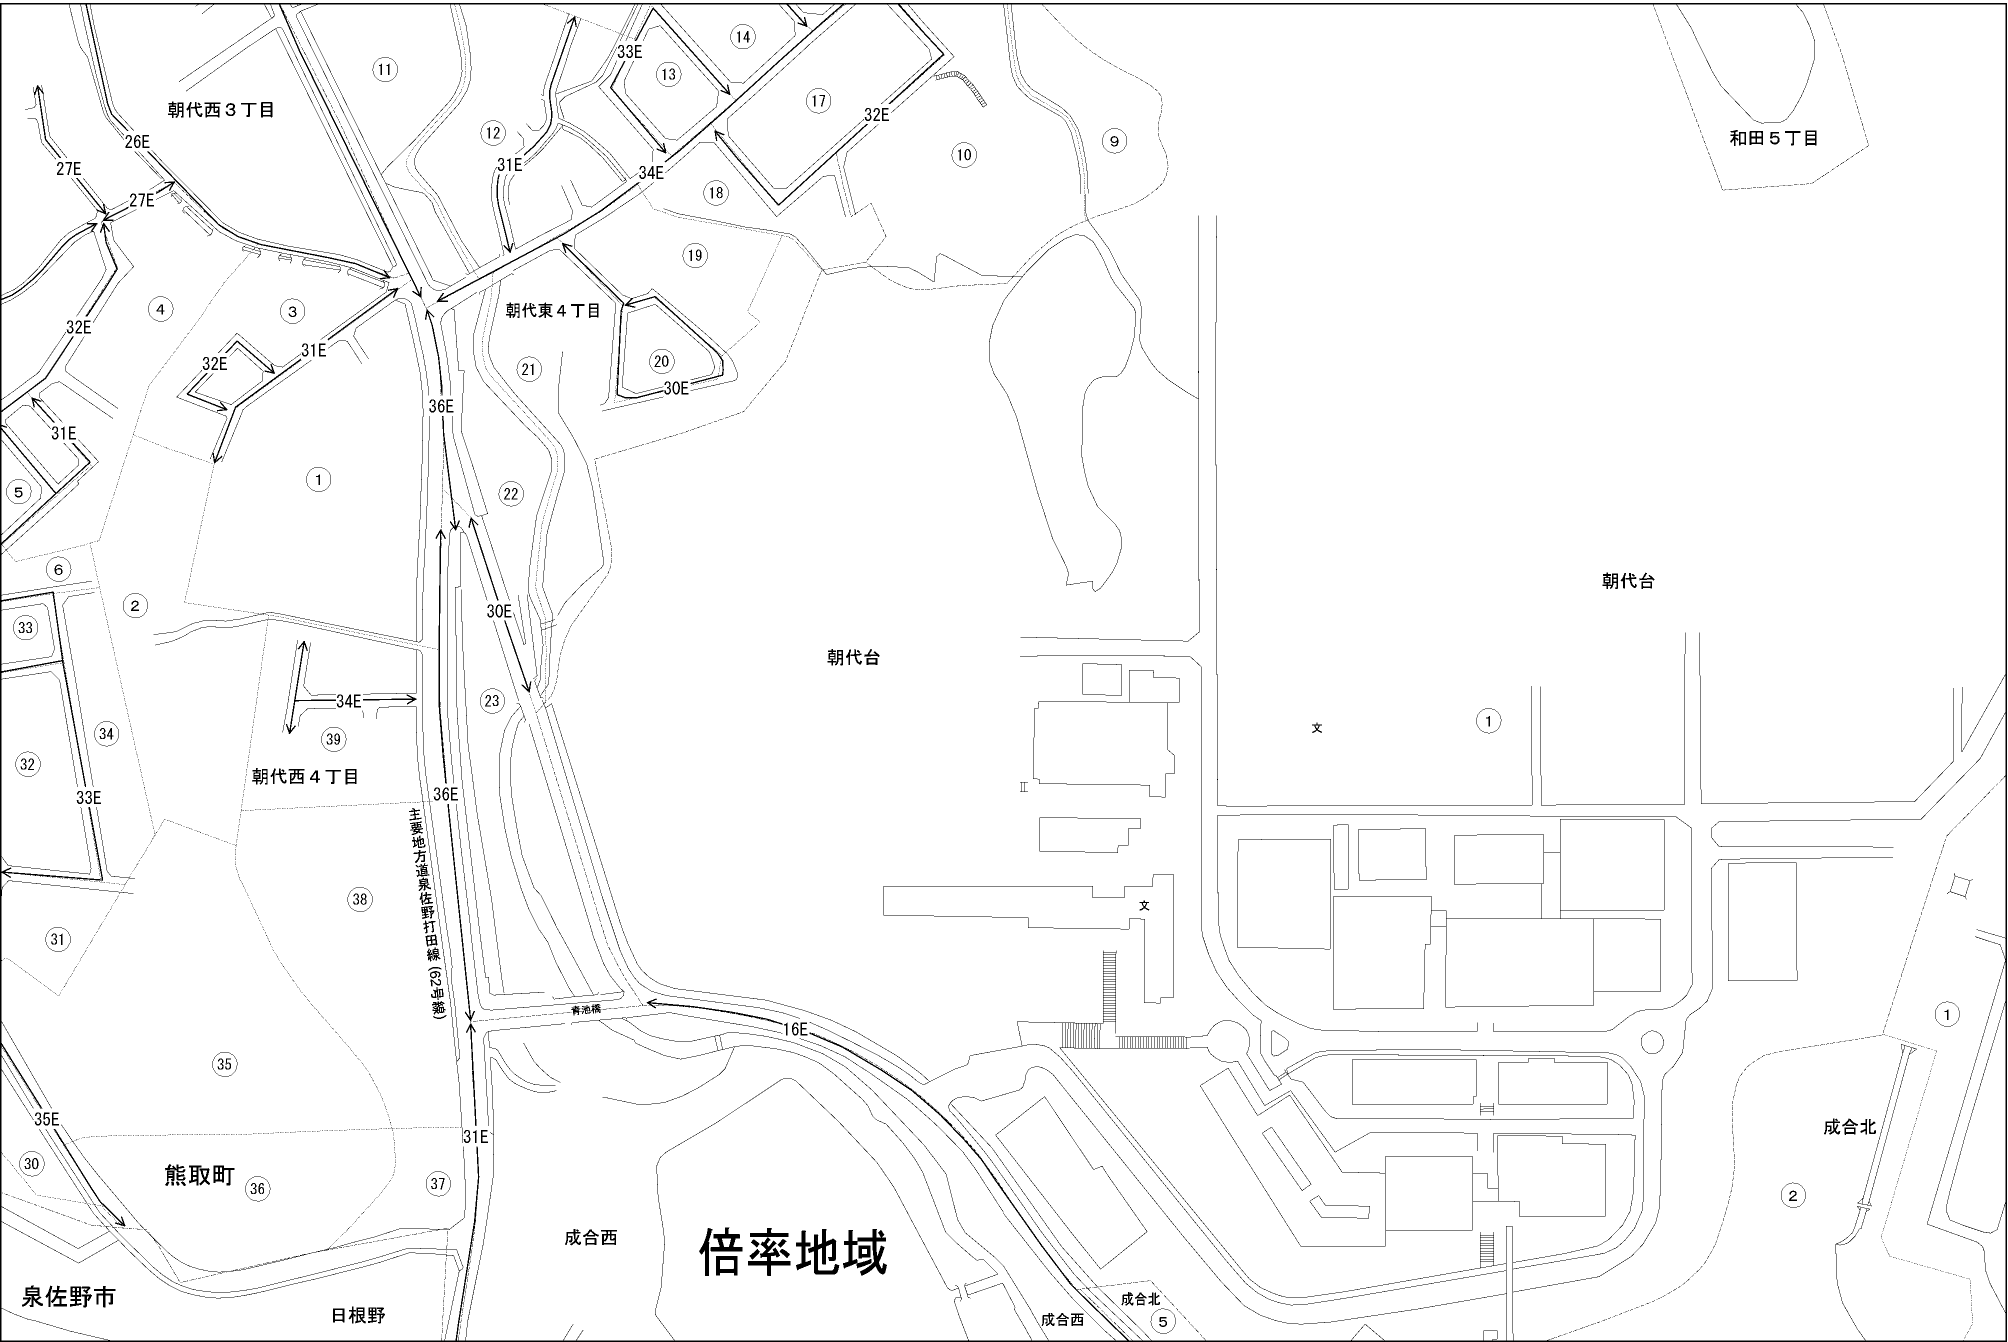 33E
14
13
11
17
朝代西３丁目
32E
12
26E
和田５丁目
9
10
31E
27E
34E
18
27E
19
4
3
朝代東４丁目
32E
31E
20
32E
21
30E
36E
31E
1
5
22
6
朝代台
2
30E
33
朝代台
34E
23
1
文
34
39
32
朝代西４丁目
36E
33E
主要地方道泉佐野打田線(62号線)
38
文
31
青池橋
1
16E
35
35E
成合北
31E
30
熊取町
36
37
2
成合西
倍率地域
泉佐野市
成合北
日根野
成合西
5